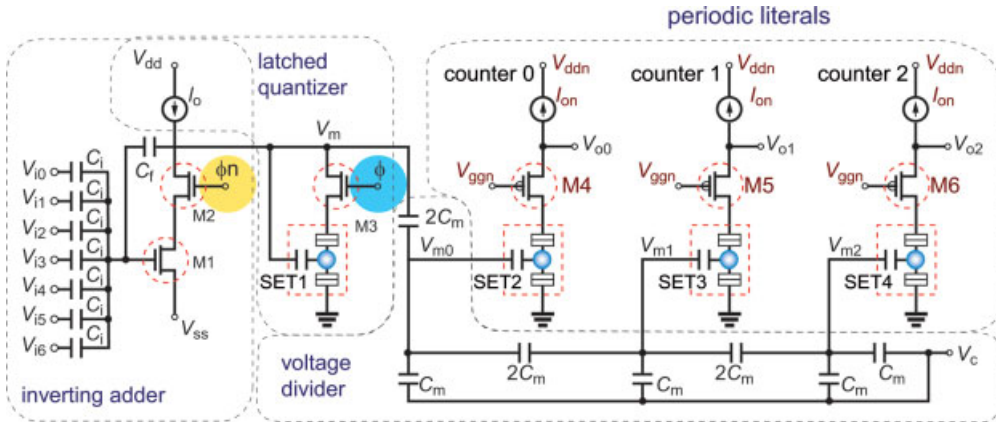 periodic literals
latched
quantizer
V_dd
I_o
V_m
C_f
ϕn
ϕ
M2
M3
M1
V_ss
SET1
V_i0
V_i1
V_i2
V_i3
V_i4
V_i5
V_i6
C_i
C_i
C_i
C_i
C_i
C_i
C_i
inverting adder
counter 0
V_ddn
I_on
V_o0
V_ggn
M4
2C_m
V_m0
SET2
counter 1
V_ddn
I_on
V_o1
V_ggn
M5
V_m1
SET3
counter 2
V_ddn
I_on
V_o2
V_ggn
M6
V_m2
SET4
voltage
divider
C_m
2C_m
C_m
2C_m
C_m
C_m
V_c